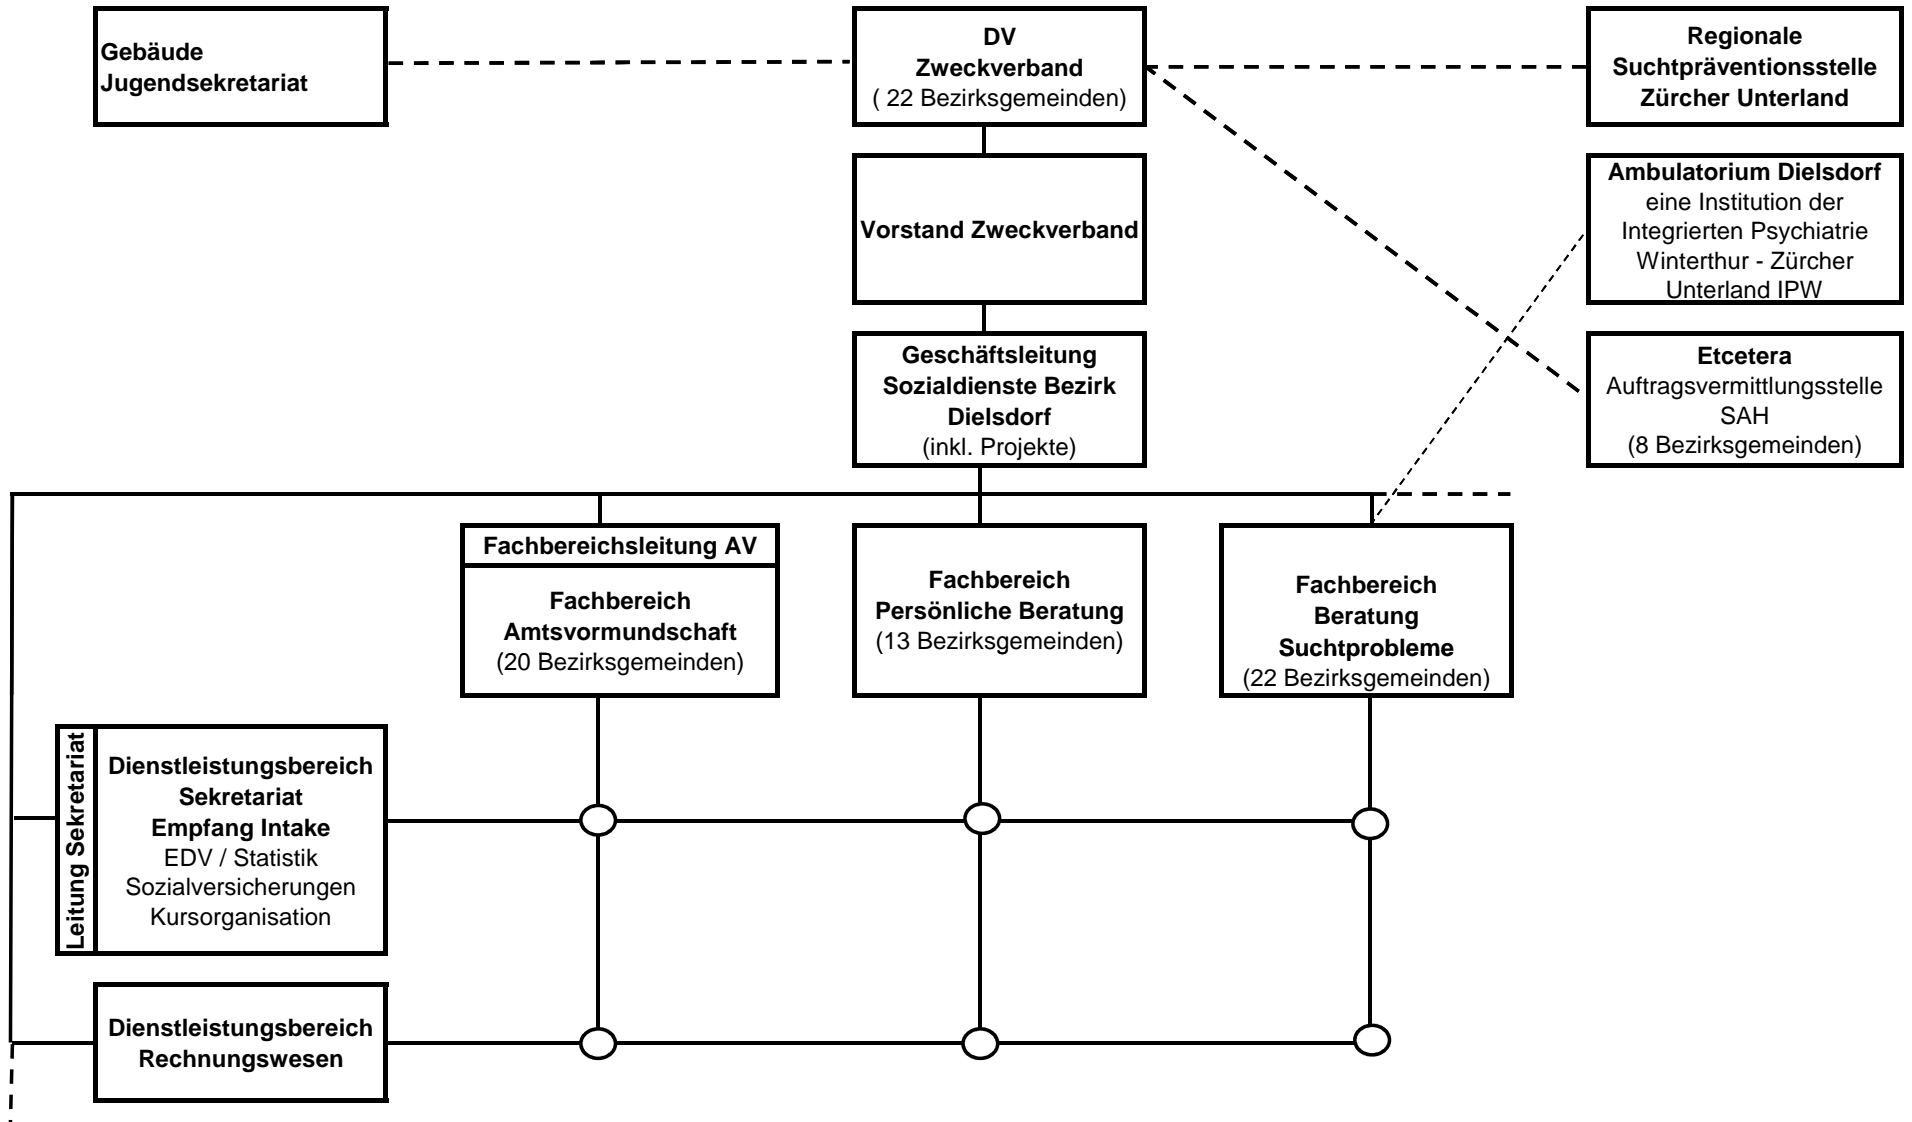 Gebäude
Jugendsekretariat
DV
Zweckverband
( 22 Bezirksgemeinden)
Regionale
Suchtpräventionsstelle
Zürcher Unterland
Vorstand Zweckverband
Ambulatorium Dielsdorf
eine Institution der
Integrierten Psychiatrie
Winterthur - Zürcher
Unterland IPW
Geschäftsleitung
Sozialdienste Bezirk
Dielsdorf
(inkl. Projekte)
Etcetera
Auftragsvermittlungsstelle
SAH
(8 Bezirksgemeinden)
Fachbereichsleitung AV
Fachbereich
Amtsvormundschaft
(20 Bezirksgemeinden)
Fachbereich
Persönliche Beratung
(13 Bezirksgemeinden)
Fachbereich
Beratung
Suchtprobleme
(22 Bezirksgemeinden)
Leitung Sekretariat
Dienstleistungsbereich
Sekretariat
Empfang Intake
EDV / Statistik
Sozialversicherungen
Kursorganisation
Dienstleistungsbereich
Rechnungswesen